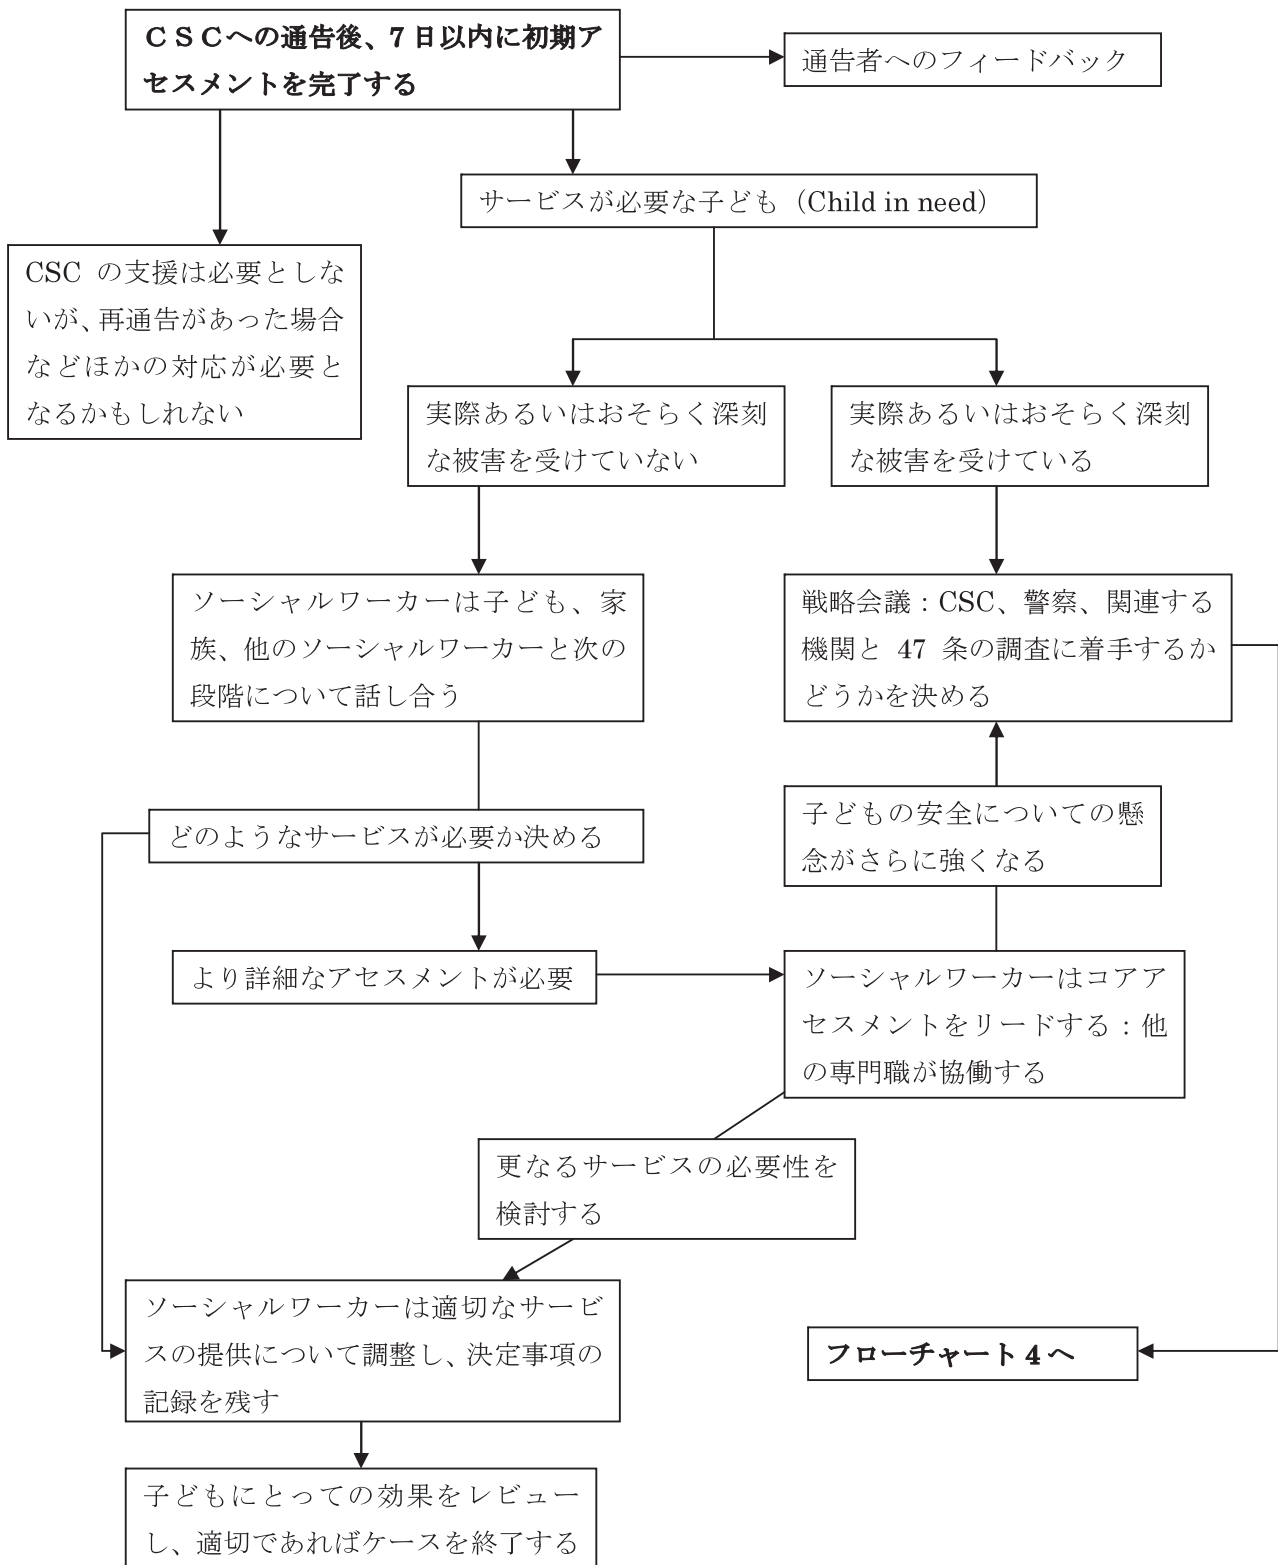 ＣＳＣへの通告後、7 日以内に初期ア
セスメントを完了する
通告者へのフィードバック
サービスが必要な子ども（Child in need）
CSC の支援は必要としな
いが、再通告があった場合
などほかの対応が必要と
なるかもしれない
実際あるいはおそらく深刻
な被害を受けていない
実際あるいはおそらく深刻
な被害を受けている
ソーシャルワーカーは子ども、家
族、他のソーシャルワーカーと次の
段階について話し合う
戦略会議：CSC、警察、関連する
機関と 47 条の調査に着手するか
どうかを決める
子どもの安全についての懸
念がさらに強くなる
どのようなサービスが必要か決める
より詳細なアセスメントが必要
ソーシャルワーカーはコアア
セスメントをリードする：他
の専門職が協働する
更なるサービスの必要性を
検討する
ソーシャルワーカーは適切なサービ
スの提供について調整し、決定事項の
記録を残す
フローチャート 4 へ
子どもにとっての効果をレビュー
し、適切であればケースを終了する